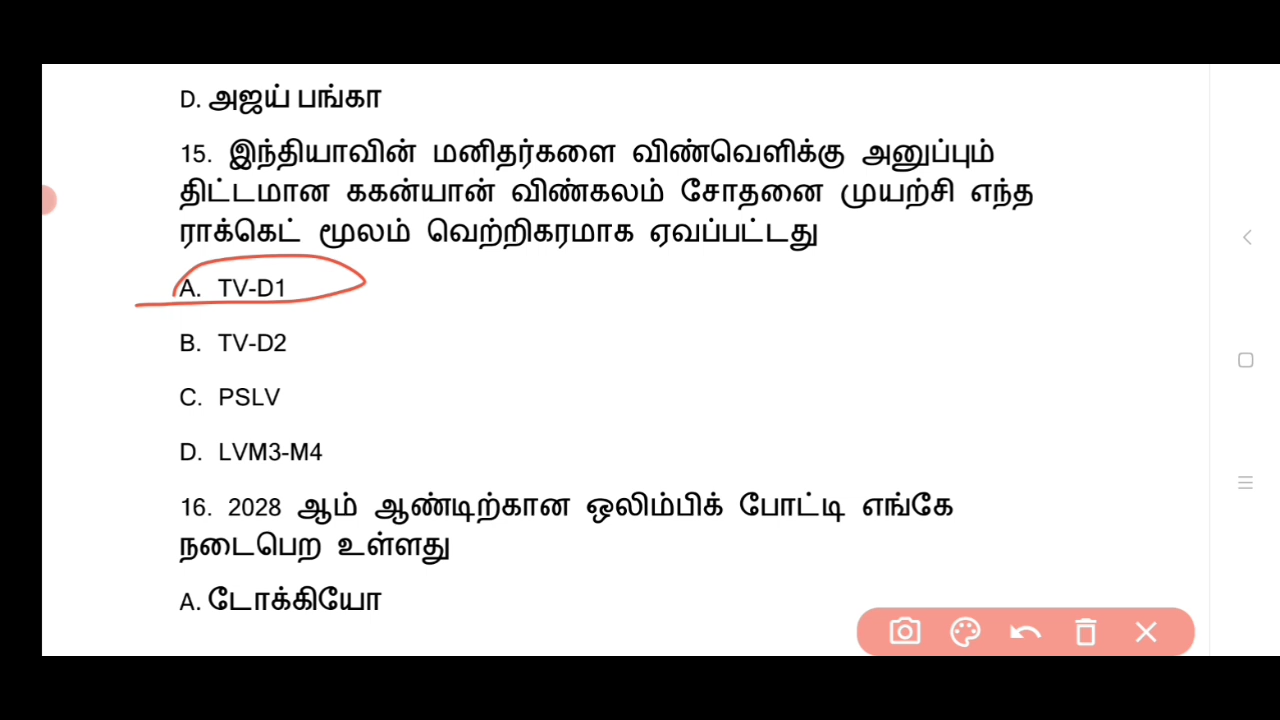 D. அஜய் பங்கா
15. இந்தியாவின் மனிதர்களை விண்வெளிக்கு அனுப்பும்
திட்டமான ககன்யான் விண்கலம் சோதனை முயற்சி எந்த
ராக்கெட் மூலம் வெற்றிகரமாக ஏவப்பட்டது
A. TV-D1
B. TV-D2
C. PSLV
D. LVM3-M4
16. 2028 ஆம் ஆண்டிற்கான ஒலிம்பிக் போட்டி எங்கே
நடைபெற உள்ளது
A. டோக்கியோ